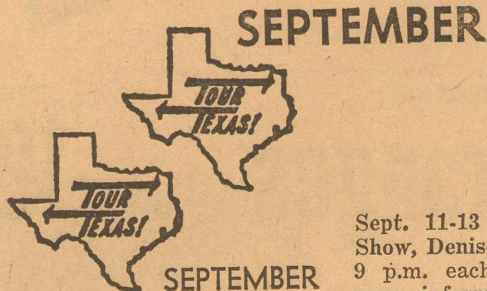 SEPTEMBER
TOUR
TEXAS!
TOUR
TEXAS!
SEPTEMBER
Sept. 11-13
Show, Denis
9 p.m. each